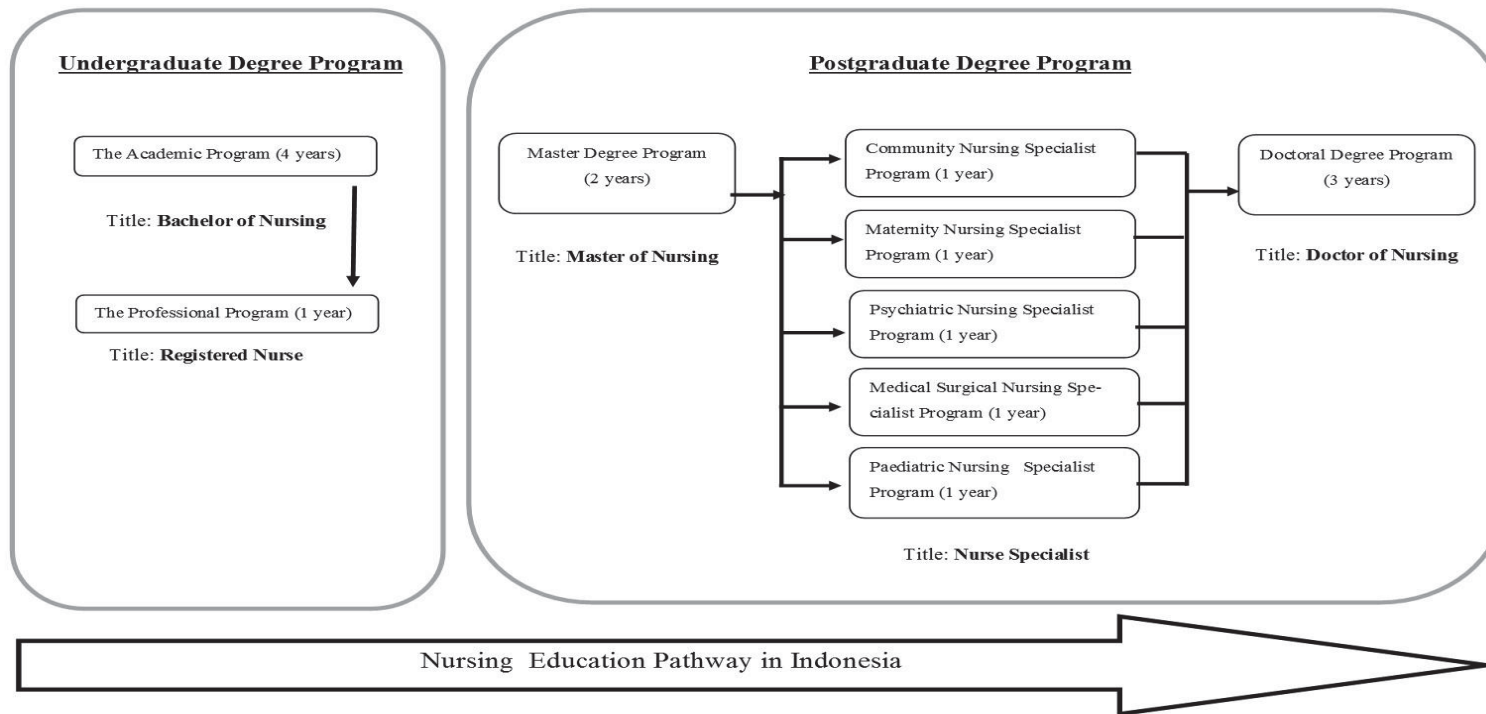 Undergraduate Degree Program
The Academic Program (4 years)
Title: Bachelor of Nursing
The Professional Program (1 year)
Title: Registered Nurse
Postgraduate Degree Program
Master Degree Program
(2 years)
Title: Master of Nursing
Community Nursing Specialist
Program (1 year)
Maternity Nursing Specialist
Program (1 year)
Psychiatric Nursing Specialist
Program (1 year)
Medical Surgical Nursing Spe-
cialist Program (1 year)
Paediatric Nursing Specialist
Program (1 year)
Title: Nurse Specialist
Doctoral Degree Program
(3 years)
Title: Doctor of Nursing
Nursing Education Pathway in Indonesia